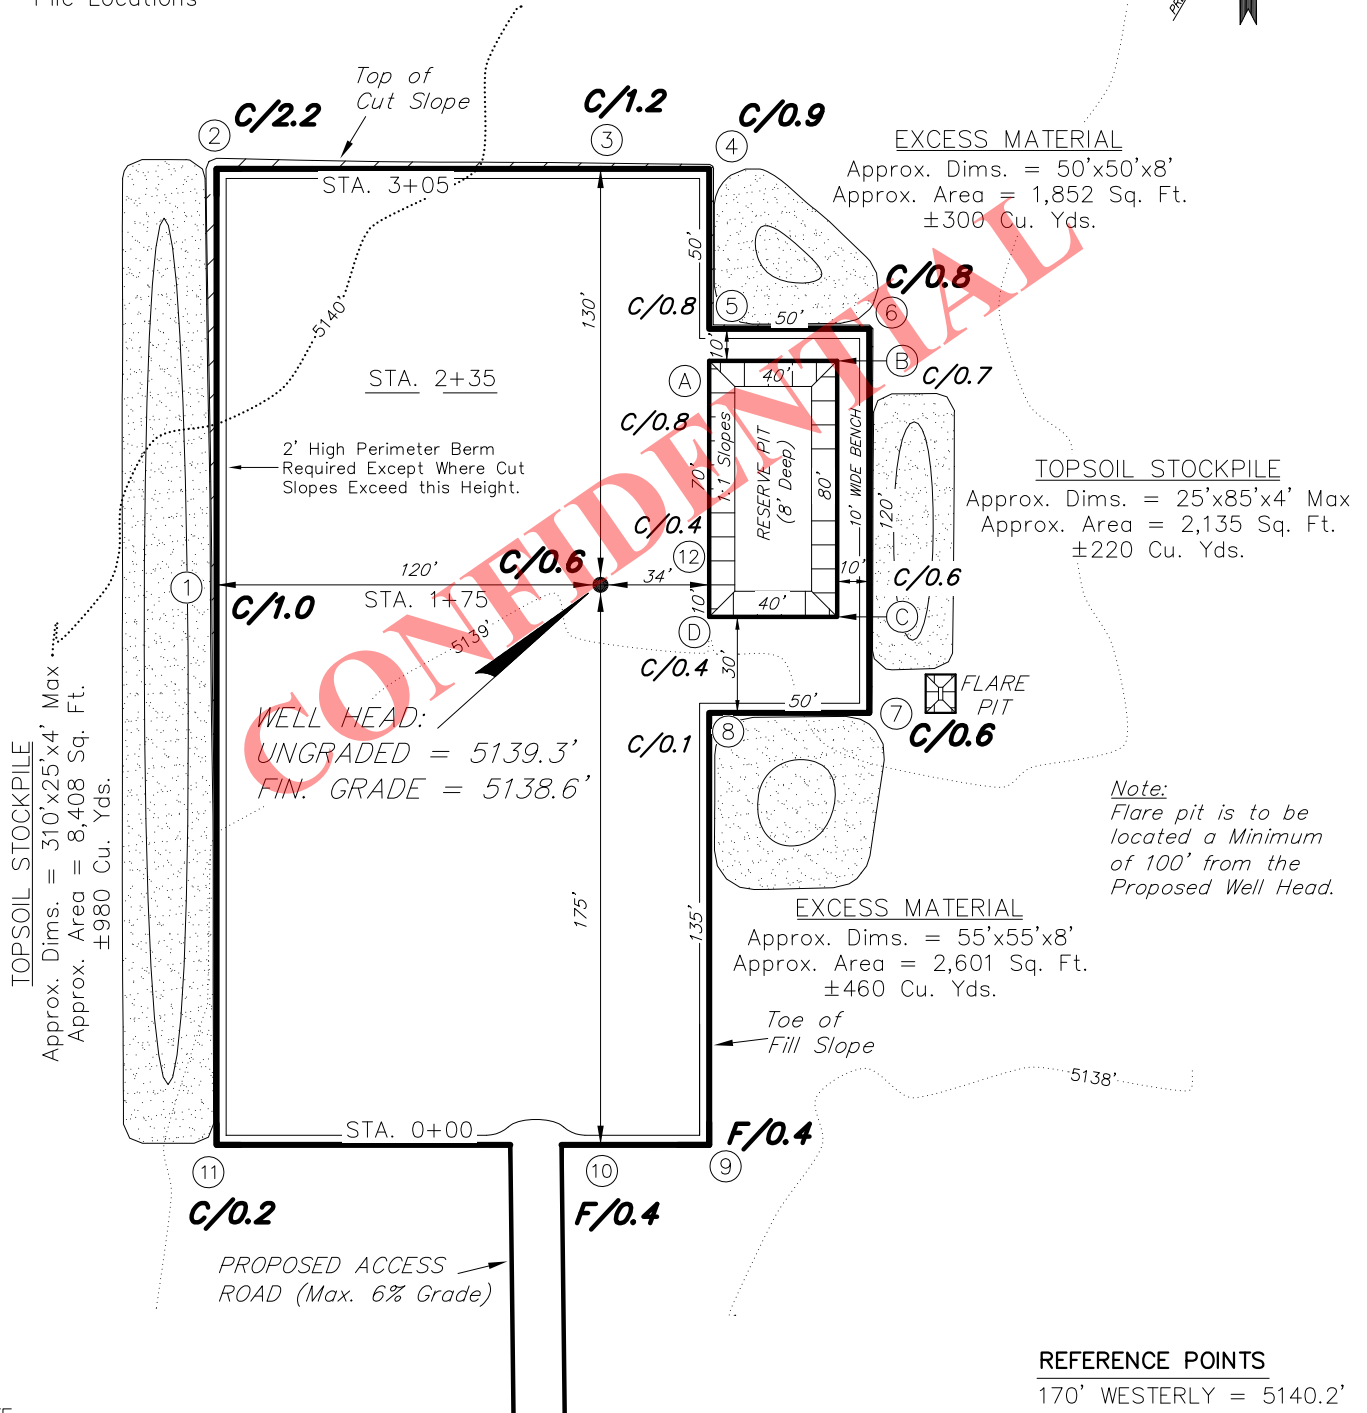 Top of
Cut Slope
C/2.2
2
C/1.2
3
C/0.9
4
EXCESS MATERIAL
Approx. Dims. = 50'x50'x8'
Approx. Area = 1,852 Sq. Ft.
±300 Cu. Yds.
STA. 3+05
50'
130'
5140'
C/0.8
5
50'
C/0.8
6
10'
STA. 2+35
A
40'
B
C/0.7
C/0.8
2' High Perimeter Berm
Required Except Where Cut
Slopes Exceed this Height.
70'
1:1 Slopes
RESERVE PIT
(8' Deep)
80'
10' WIDE BENCH
120'
TOPSOIL STOCKPILE
Approx. Dims. = 25'x85'x4' Max
Approx. Area = 2,135 Sq. Ft.
±220 Cu. Yds.
C/0.4
12
1
120'
C/0.6
34'
10'
C/0.6
C/1.0
STA. 1+75
10'
40'
C
D
5139'
C/0.4
30'
FLARE
PIT
50'
7
C/0.6
8
C/0.1
WELL HEAD:
UNGRADED = 5139.3'
FIN. GRADE = 5138.6'
CONFIDENTIAL
TOPSOIL STOCKPILE
Approx. Dims. = 310'x25'x4' Max
Approx. Area = 8,408 Sq. Ft.
±980 Cu. Yds.
Note:
Flare pit is to be
located a Minimum
of 100' from the
Proposed Well Head.
175'
135'
EXCESS MATERIAL
Approx. Dims. = 55'x55'x8'
Approx. Area = 2,601 Sq. Ft.
±460 Cu. Yds.
Toe of
Fill Slope
5138'
STA. 0+00
F/0.4
9
11
10
C/0.2
F/0.4
PROPOSED ACCESS
ROAD (Max. 6% Grade)
REFERENCE POINTS
170' WESTERLY = 5140.2'